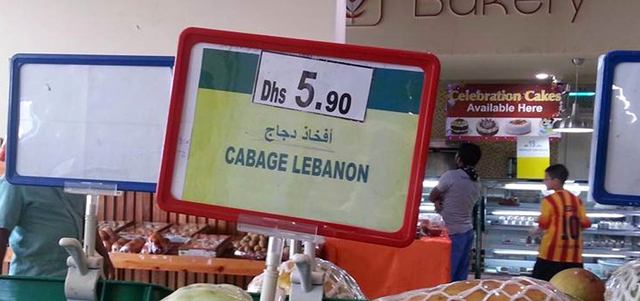 Bakery
Celebration Cakes
Available Here
Dhs 5.90
أفخاذ دجاج
CABAGE LEBANON
10